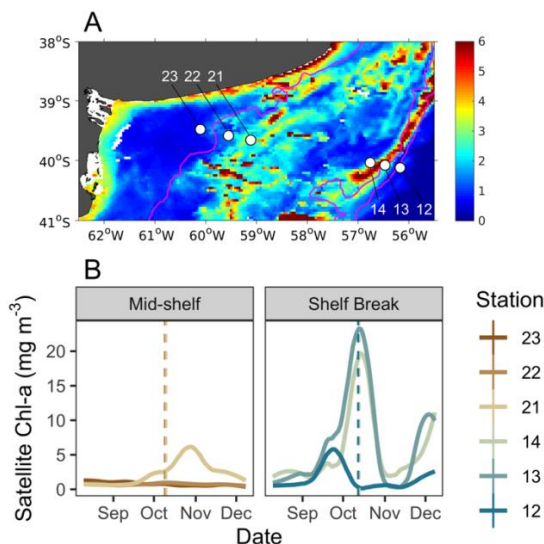 A
38°S
39°S
40°S
41°S
23 22 21
14 13 12
62°W 61°W 60°W 59°W 58°W 57°W 56°W
6
5
4
3
2
1
0
B
Mid-shelf Shelf Break
Satellite Chl-a (mg m⁻³)
20
15
10
5
0
Sep Oct Nov Dec Sep Oct Nov Dec
Date
Station
23
22
21
14
13
12